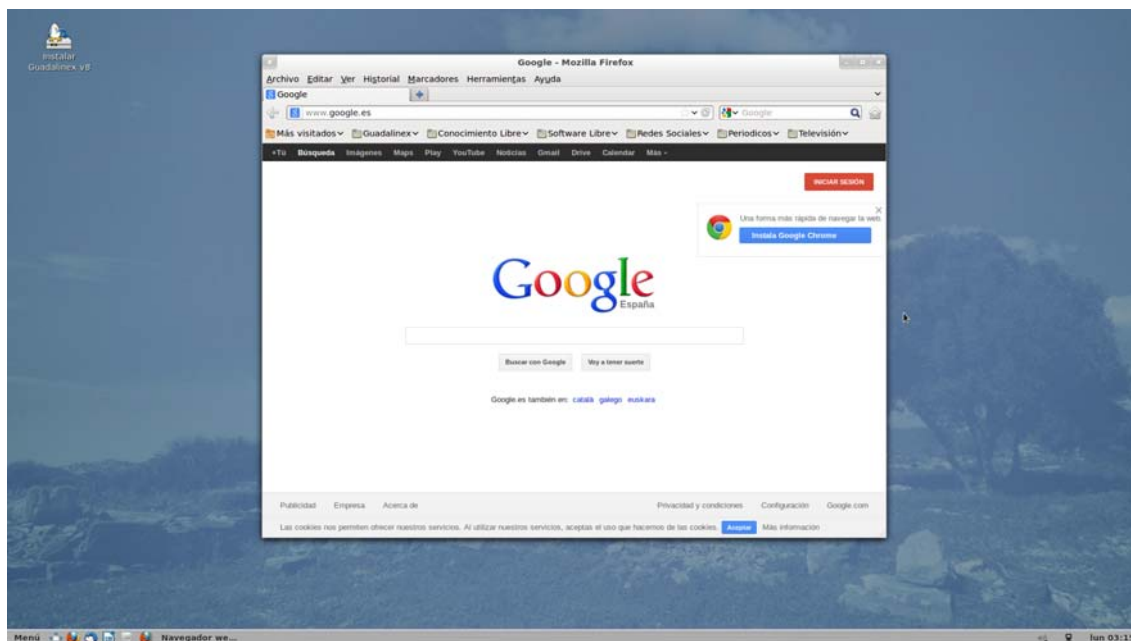 Instalar
Guadalinex v8
Google - Mozilla Firefox
Archivo Editar Ver Historial Marcadores Herramientas Ayuda
Google
www.google.es Google
Más visitados Guadalinex Conocimiento Libre Software Libre Redes Sociales Periodicos Televisión
+Tú Búsqueda Imágenes Maps Play YouTube Noticias Gmail Drive Calendar Más
INICIAR SESIÓN
Una forma más rápida de navegar la web
Instala Google Chrome
Google
España
Buscar con Google Voy a tener suerte
Google.es también en: català galego euskara
Publicidad Empresa Acerca de Privacidad y condiciones Configuración Google.com
Las cookies nos permiten ofrecer nuestros servicios. Al utilizar nuestros servicios, aceptas el uso que hacemos de las cookies. Aceptar Más información
Menú Navegador we... lun 03:1